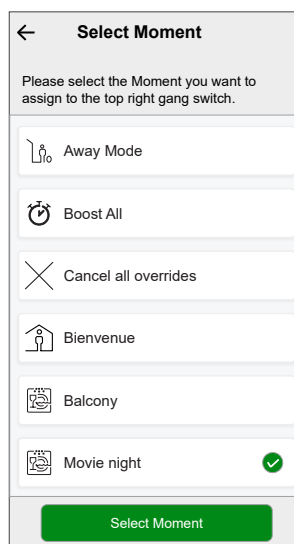 Select Moment
Please select the Moment you want to
assign to the top right gang switch.
Away Mode
Boost All
Cancel all overrides
Bienvenue
Balcony
Movie night
Select Moment